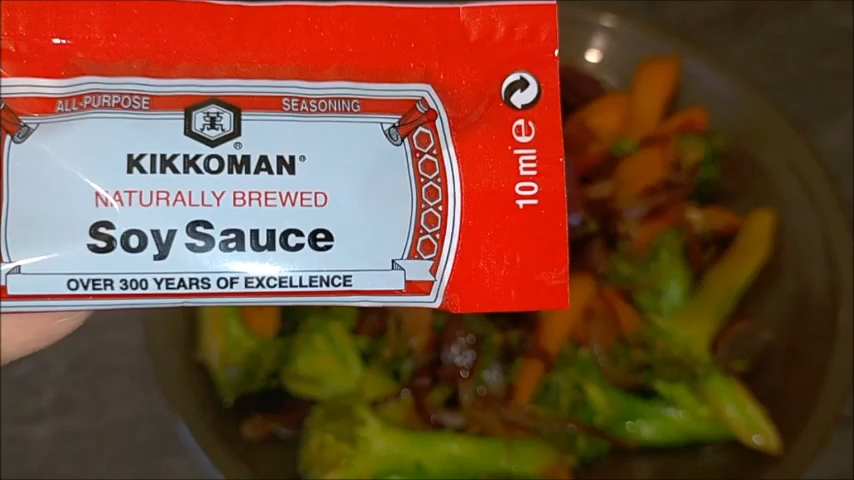 ALL-PURPOSE SEASONING
KIKKOMAN®
NATURALLY BREWED
Soy Sauce
OVER 300 YEARS OF EXCELLENCE
10 ml e